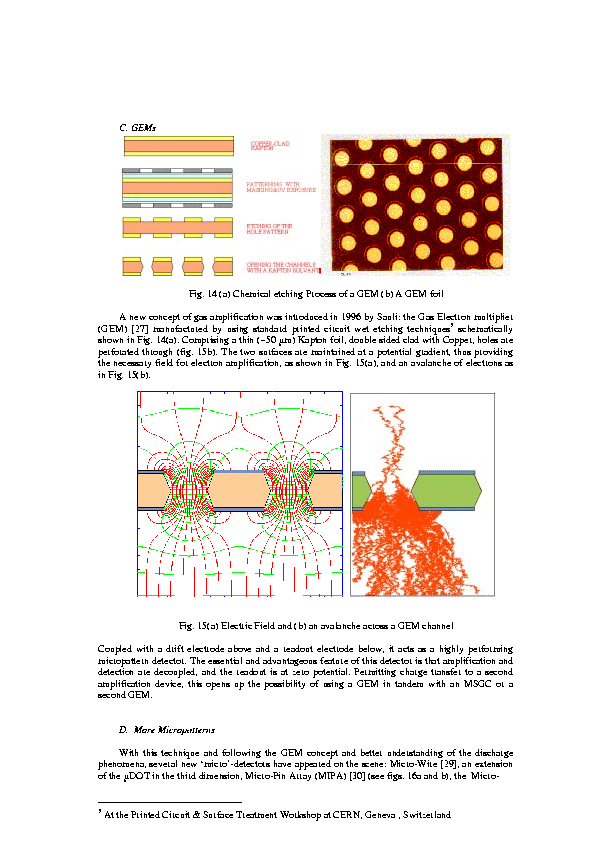 C. GEMs
COPPER-CLAD
KAPTON
PATTERNING WITH
MASKING&UV EXPOSURE
ETCHING OF THE
HOLE PATTERN
OPENING THE CHANNELS
WITH A KAPTON SOLVANT
Fig. 14 (a) Chemical etching Process of a GEM (b) A GEM foil
A new concept of gas amplification was introduced in 1996 by Sauli: the Gas Electron multiplier
(GEM) [27] manufactured by using standard printed circuit wet etching techniques⁹ schematically
shown in Fig. 14(a). Comprising a thin (~50 μm) Kapton foil, double sided clad with Copper, holes are
perforated through (fig. 15b). The two surfaces are maintained at a potential gradient, thus providing
the necessary field for electron amplification, as shown in Fig. 15(a), and an avalanche of electrons as
in Fig. 15(b).
Fig. 15(a) Electric Field and (b) an avalanche across a GEM channel
Coupled with a drift electrode above and a readout electrode below, it acts as a highly performing
micropattern detector. The essential and advantageous feature of this detector is that amplification and
detection are decoupled, and the readout is at zero potential. Permitting charge transfer to a second
amplification device, this opens up the possibility of using a GEM in tandem with an MSGC or a
second GEM.
D. More Micropatterns
With this technique and following the GEM concept and better understanding of the discharge
phenomena, several new 'micro'-detectors have appeared on the scene: Micro-Wire [29], an extension
of the μDOT in the third dimension, Micro-Pin Array (MIPA) [30] (see figs. 16a and b), the Micro-
⁹ At the Printed Circuit & Surface Treatment Workshop at CERN, Geneva , Switzerland